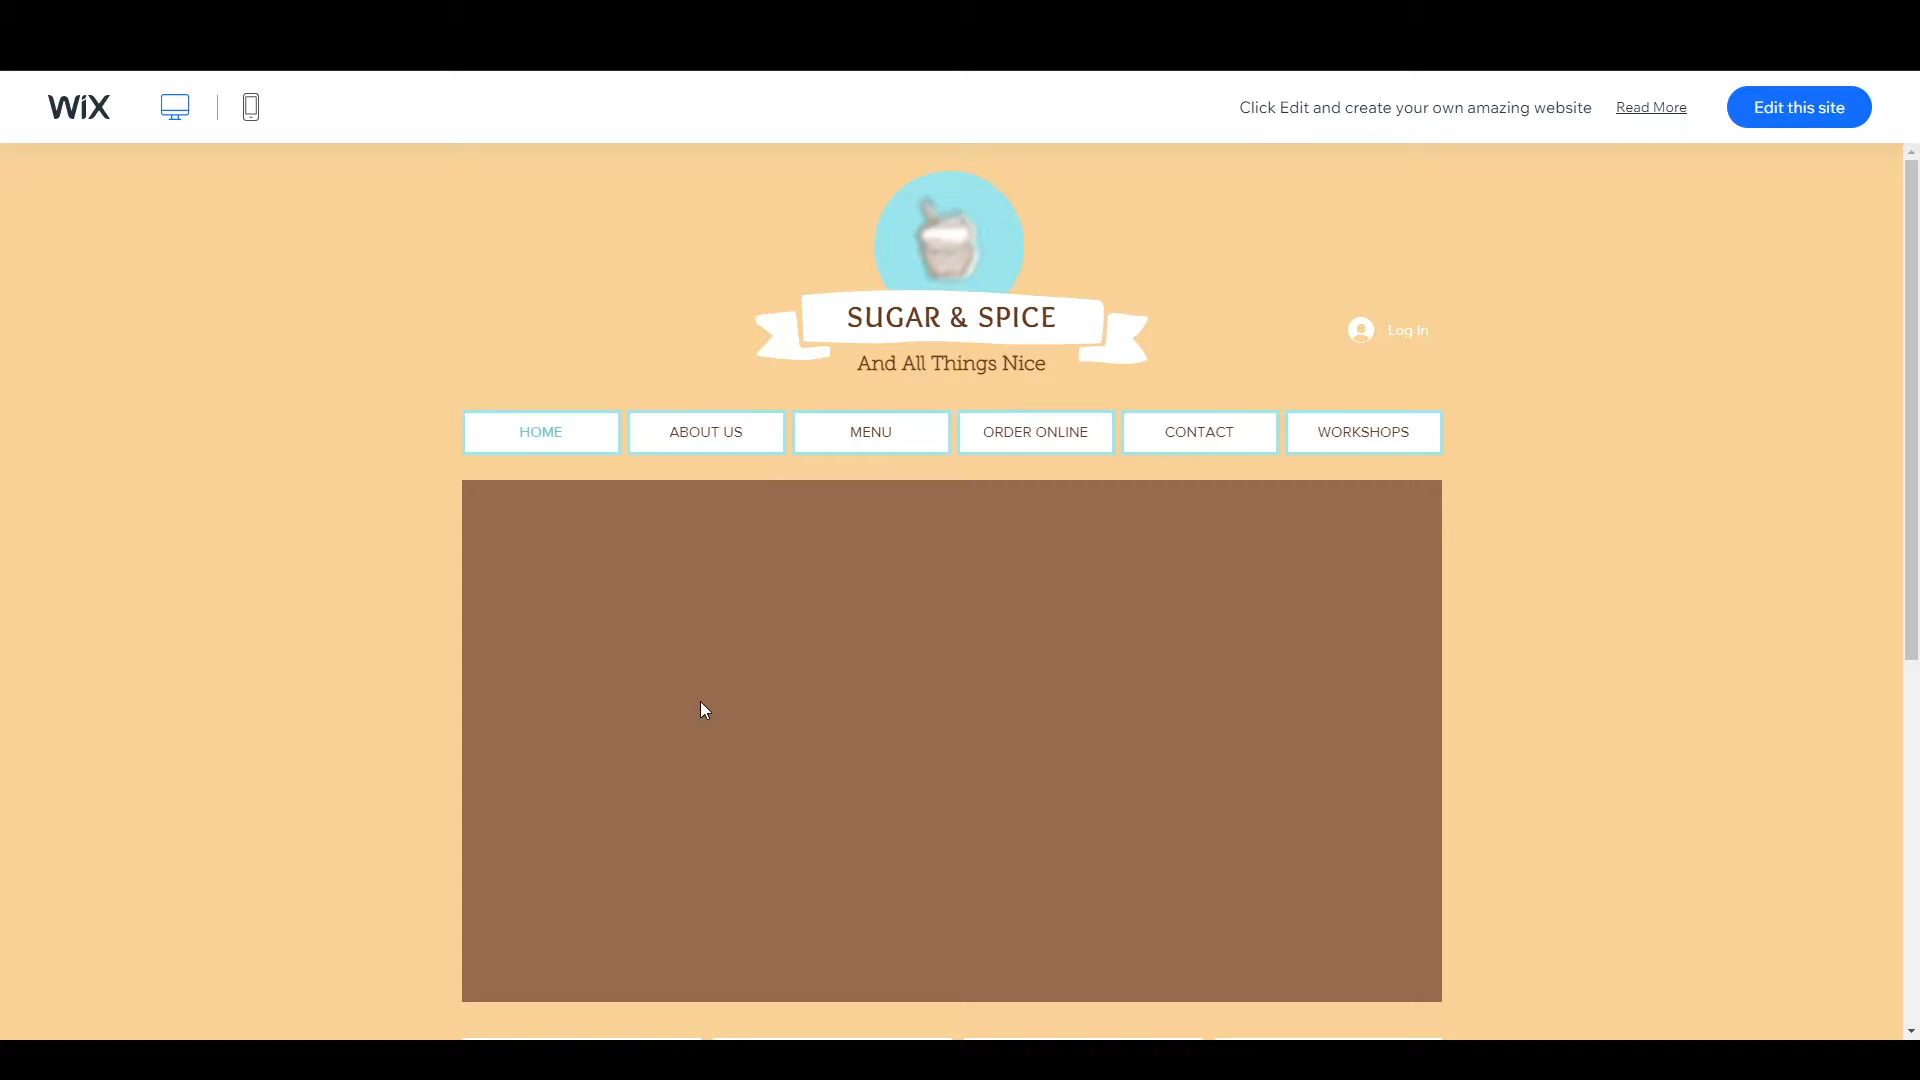 WiX
Click Edit and create your own amazing website Read More Edit this site
SUGAR & SPICE
And All Things Nice
Log In
HOME ABOUT US MENU ORDER ONLINE CONTACT WORKSHOPS